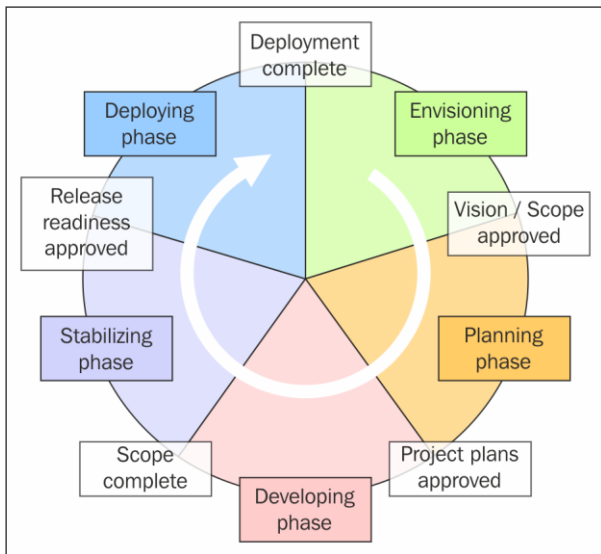 Deployment
complete
Deploying
phase
Envisioning
phase
Release
readiness
approved
Vision / Scope
approved
Stabilizing
phase
Planning
phase
Scope
complete
Project plans
approved
Developing
phase